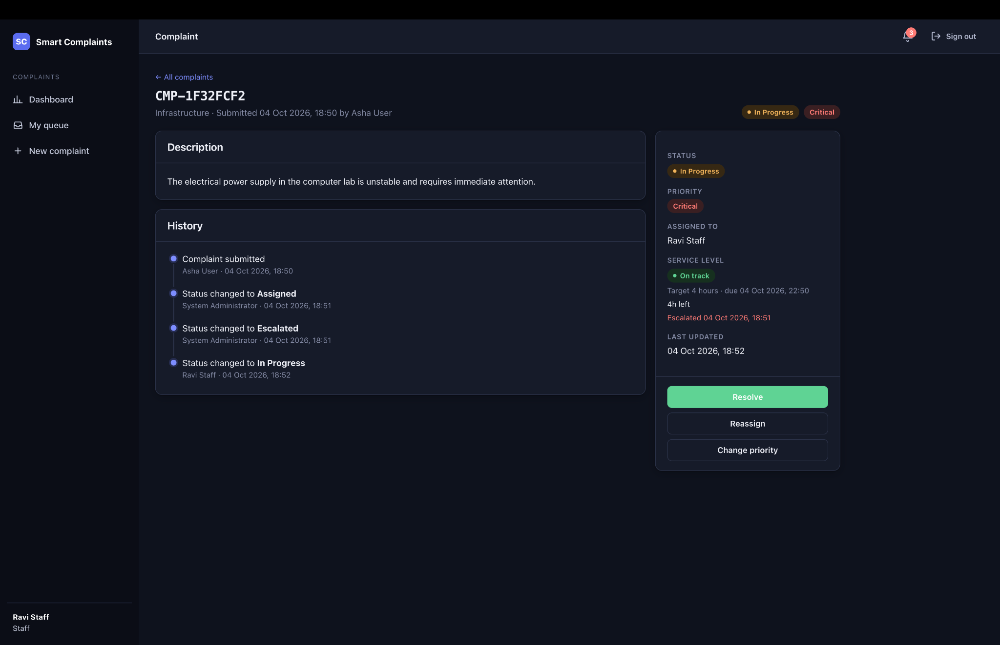 SC Smart Complaints
COMPLAINTS
Dashboard
My queue
New complaint
Ravi Staff
Staff
Complaint
3
Sign out
← All complaints
CMP-1F32FCF2
Infrastructure · Submitted 04 Oct 2026, 18:50 by Asha User
In Progress
Critical
Description
The electrical power supply in the computer lab is unstable and requires immediate attention.
History
Complaint submitted
Asha User · 04 Oct 2026, 18:50
Status changed to Assigned
System Administrator · 04 Oct 2026, 18:51
Status changed to Escalated
System Administrator · 04 Oct 2026, 18:51
Status changed to In Progress
Ravi Staff · 04 Oct 2026, 18:52
STATUS
In Progress
PRIORITY
Critical
ASSIGNED TO
Ravi Staff
SERVICE LEVEL
On track
Target 4 hours · due 04 Oct 2026, 22:50
4h left
Escalated 04 Oct 2026, 18:51
LAST UPDATED
04 Oct 2026, 18:52
Resolve
Reassign
Change priority